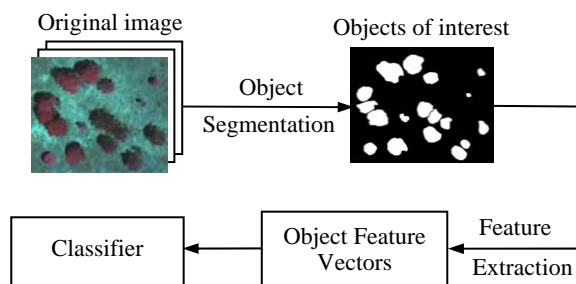 Original image
Objects of interest
Object
Segmentation
Feature
Extraction
Object Feature
Vectors
Classifier